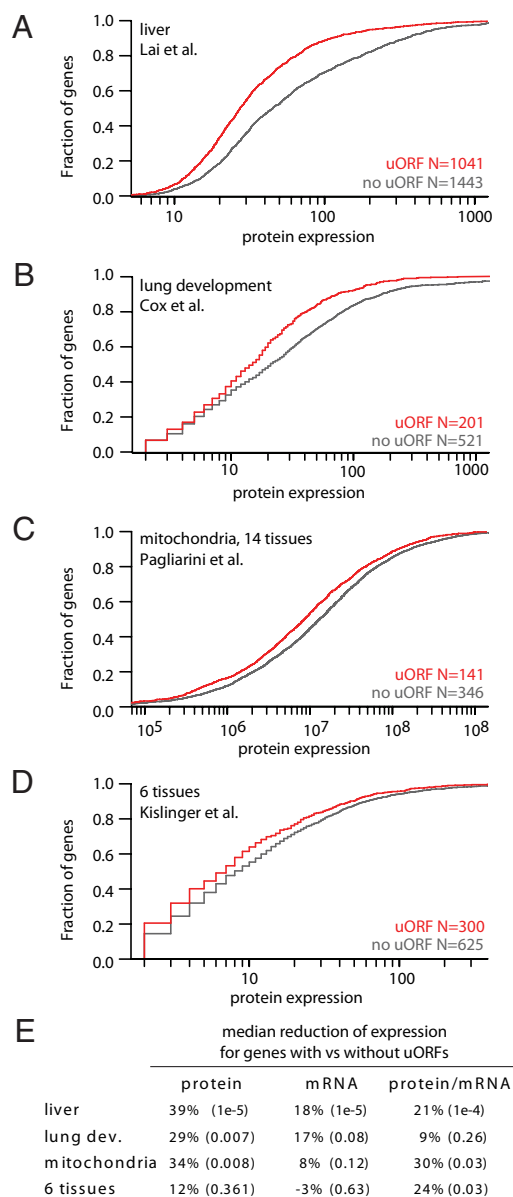 A
liver
Lai et al.
Fraction of genes
1.0
0.8
0.6
0.4
0.2
0.0
uORF N=1041
no uORF N=1443
10 100 1000
protein expression
B
lung development
Cox et al.
Fraction of genes
1.0
0.8
0.6
0.4
0.2
0.0
uORF N=201
no uORF N=521
10 100 1000
protein expression
C
mitochondria, 14 tissues
Pagliarini et al.
Fraction of genes
1.0
0.8
0.6
0.4
0.2
0.0
uORF N=141
no uORF N=346
10⁵ 10⁶ 10⁷ 10⁸ 10⁸
protein expression
D
6 tissues
Kislinger et al.
Fraction of genes
1.0
0.8
0.6
0.4
0.2
0.0
uORF N=300
no uORF N=625
10 100
protein expression
E
median reduction of expression
for genes with vs without uORFs
protein mRNA protein/mRNA
liver 39% (1e-5) 18% (1e-5) 21% (1e-4)
lung dev. 29% (0.007) 17% (0.08) 9% (0.26)
mitochondria 34% (0.008) 8% (0.12) 30% (0.03)
6 tissues 12% (0.361) -3% (0.63) 24% (0.03)